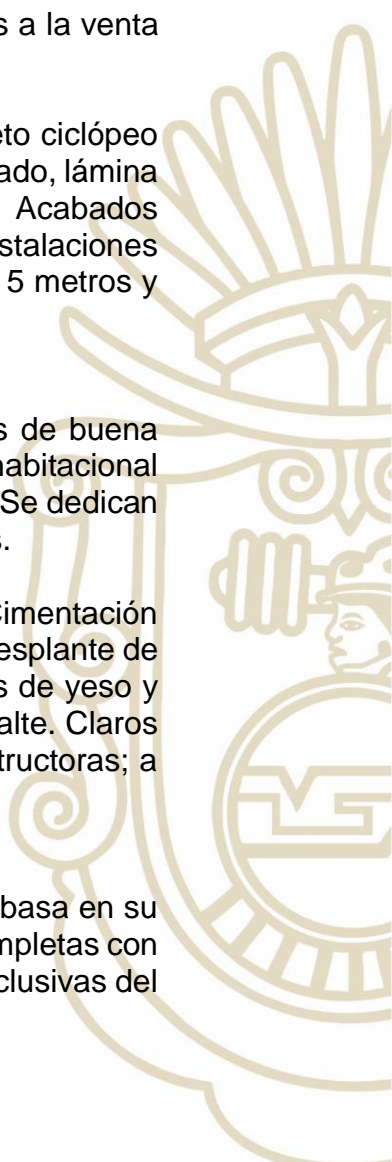 s a la venta
eto ciclópeo
ado, lámina
Acabados
stalaciones
5 metros y
s de buena
habitacional
Se dedican
s.
Cimentación
esplante de
s de yeso y
alte. Claros
tructoras; a
basa en su
mpletas con
clusivas del